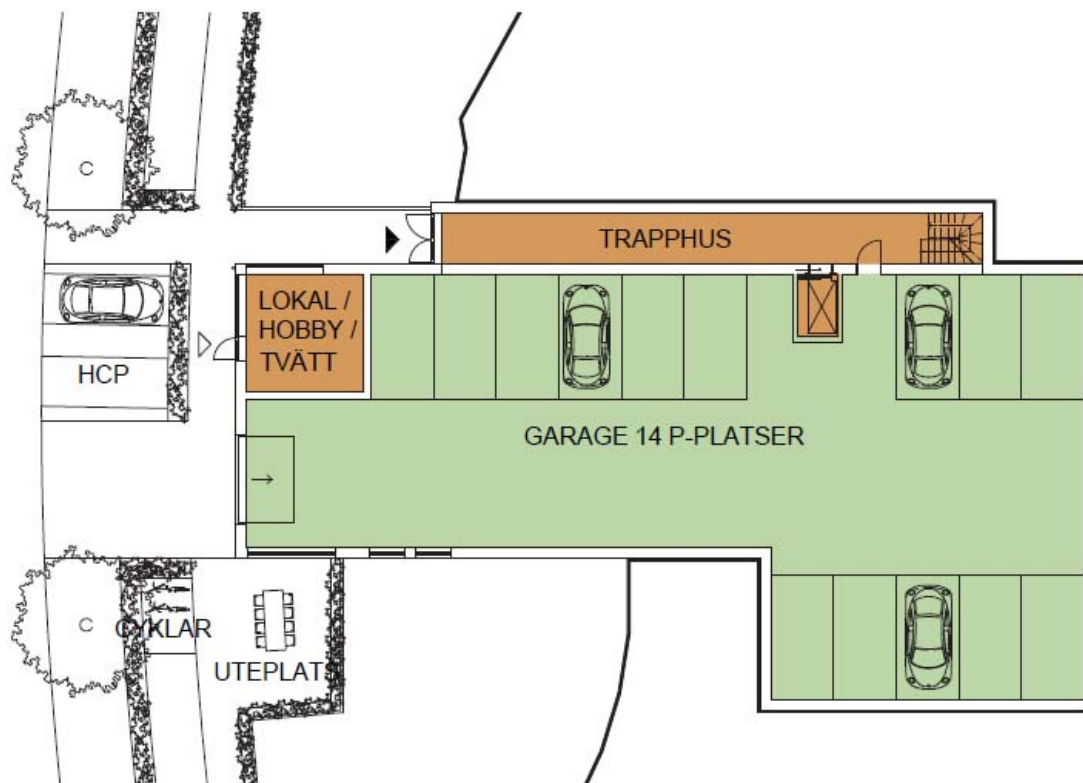 C
TRAPPHUS
LOKAL /
HOBBY /
TVÄTT
HCP
GARAGE 14 P-PLATSER
C
CYKLAR
UTEPLATS